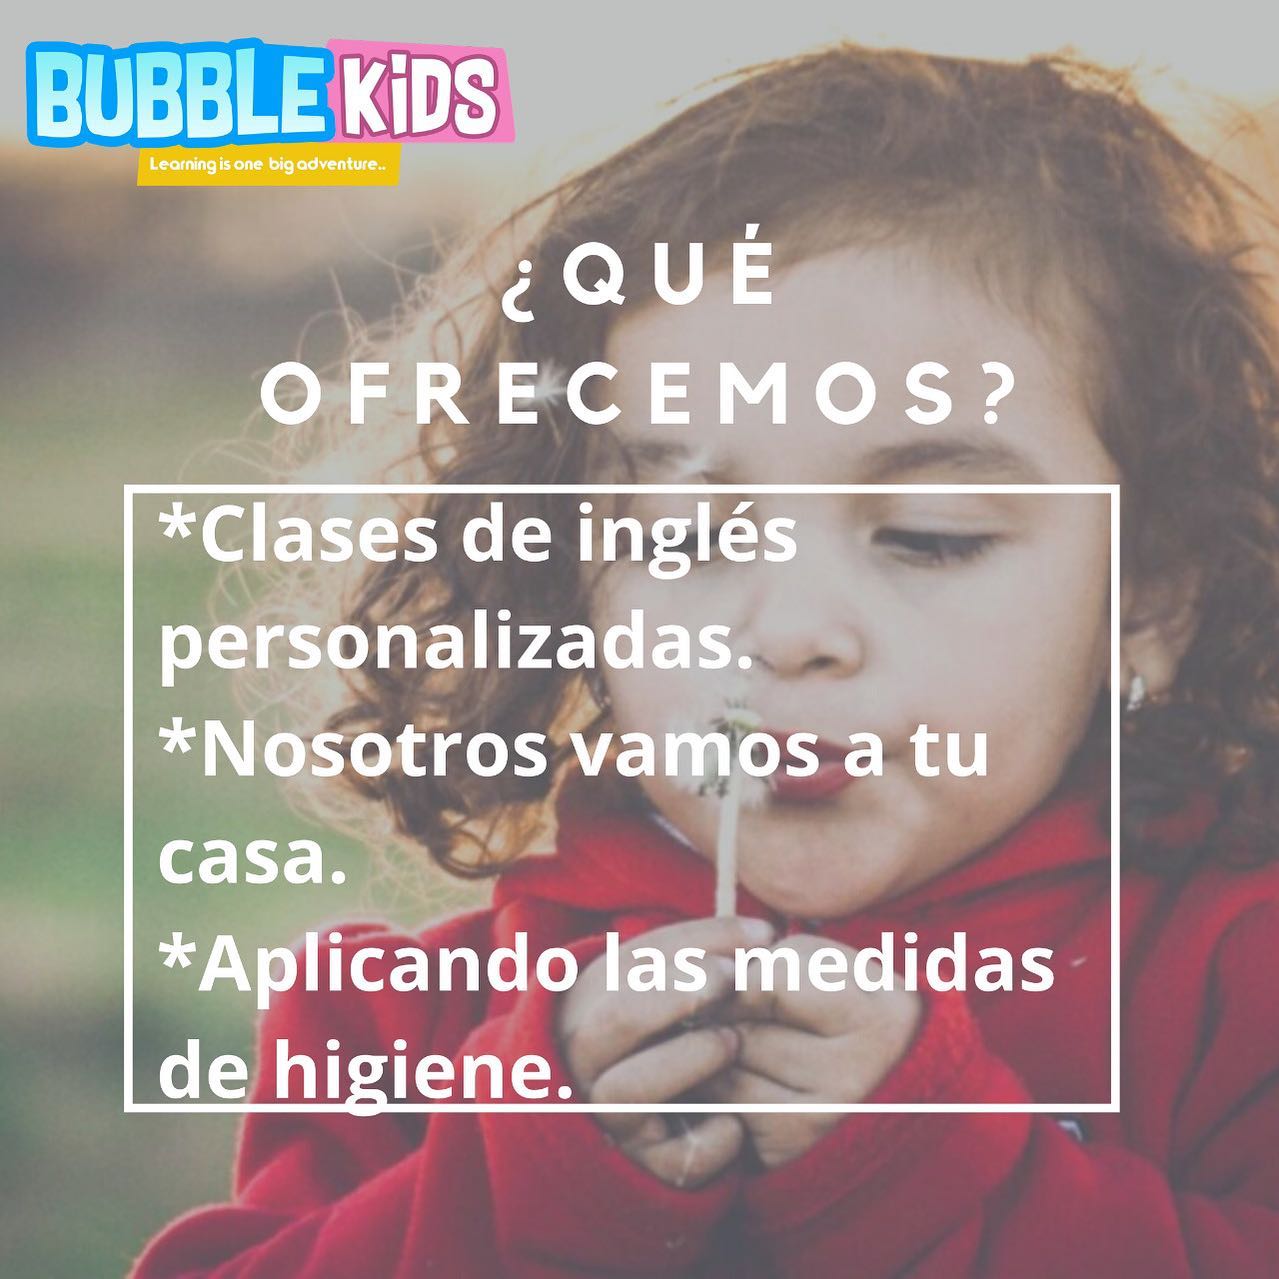 BUBBLE KiDS
Learning is one big adventure..
¿QUÉ
OFRECEMOS?
*Clases de inglés
personalizadas.
*Nosotros vamos a tu
casa.
*Aplicando las medidas
de higiene.